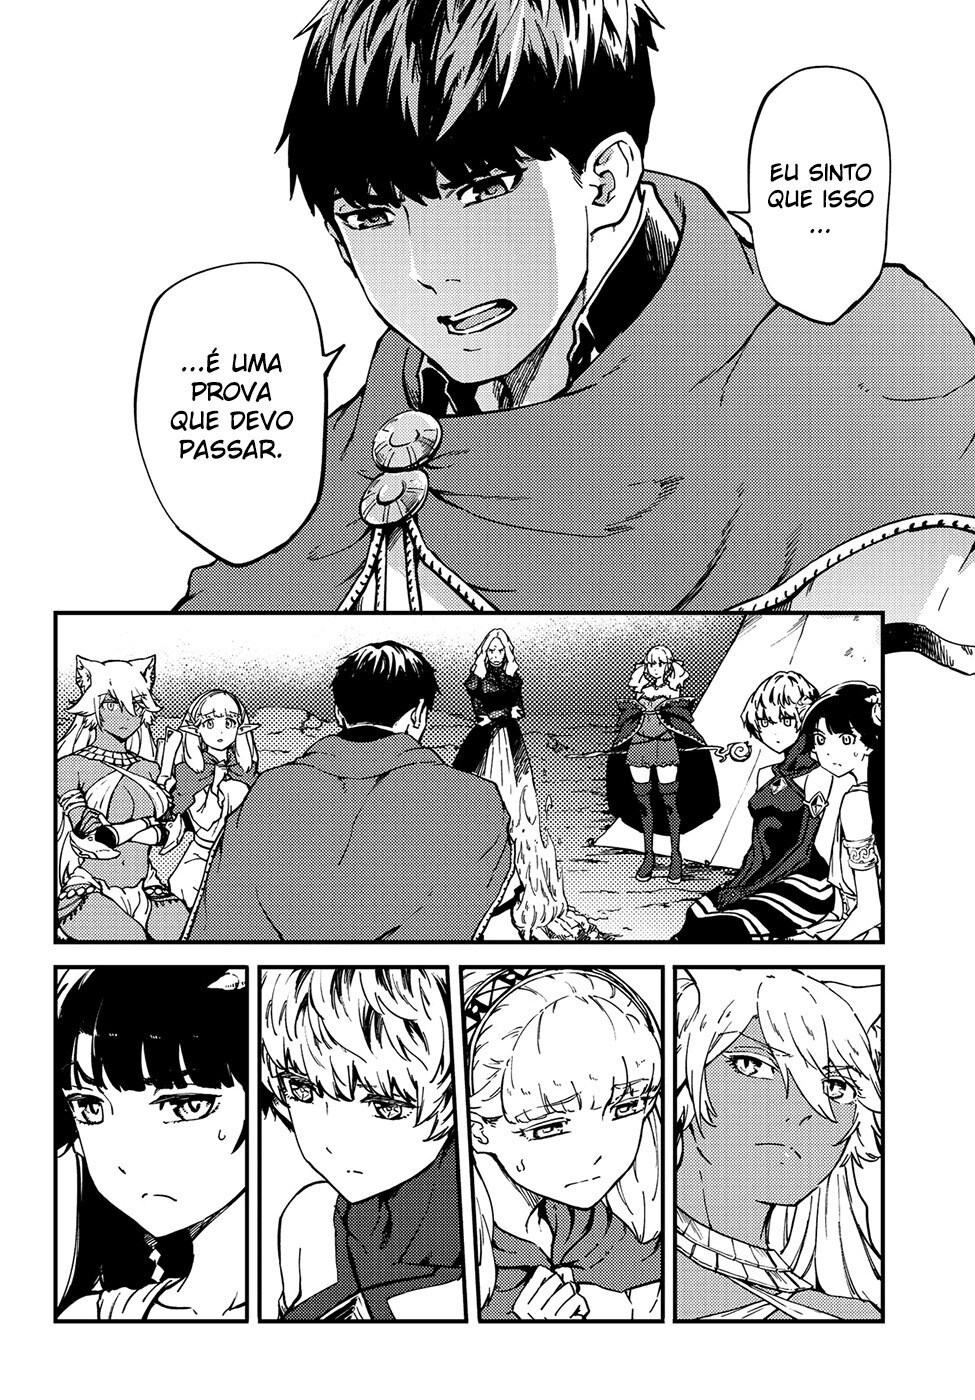 EU SINTO
QUE ISSO
...
...É UMA
PROVA
QUE DEVO
PASSAR.